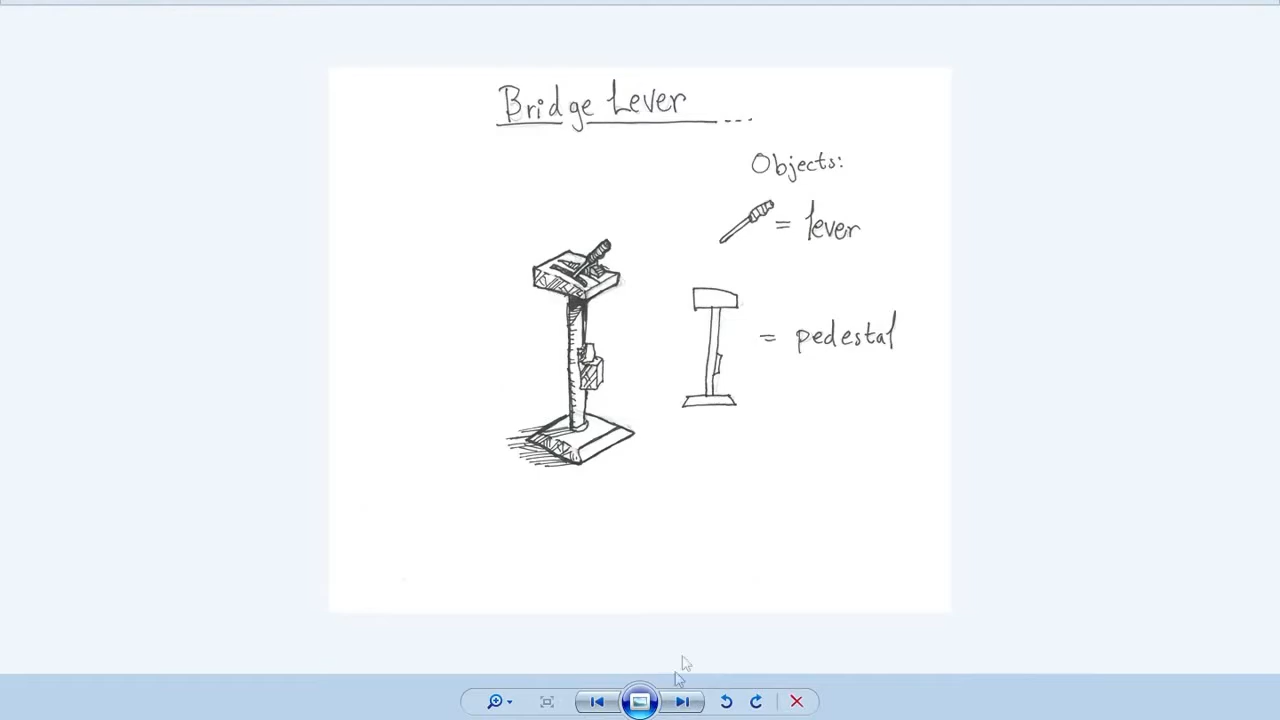 Bridge Lever ...
Objects:
= lever
= pedestal